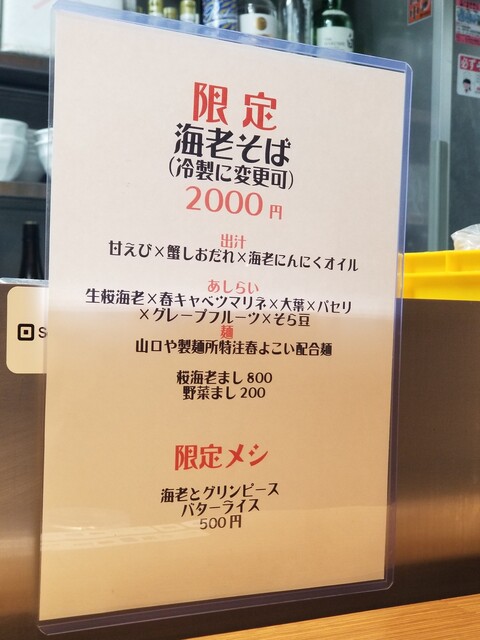 限定
海老そば
(冷製に変更可)
2000円
出汁
甘えび×蟹しおだれ×海老にんにくオイル
あしらい
生桜海老×春キャベツマリネ×大葉×パセリ
×グレープフルーツ×そら豆
麺
山口や製麺所特注春よこい配合麺
桜海老まし800
野菜まし200
限定メシ
海老とグリンピース
バターライス
500円